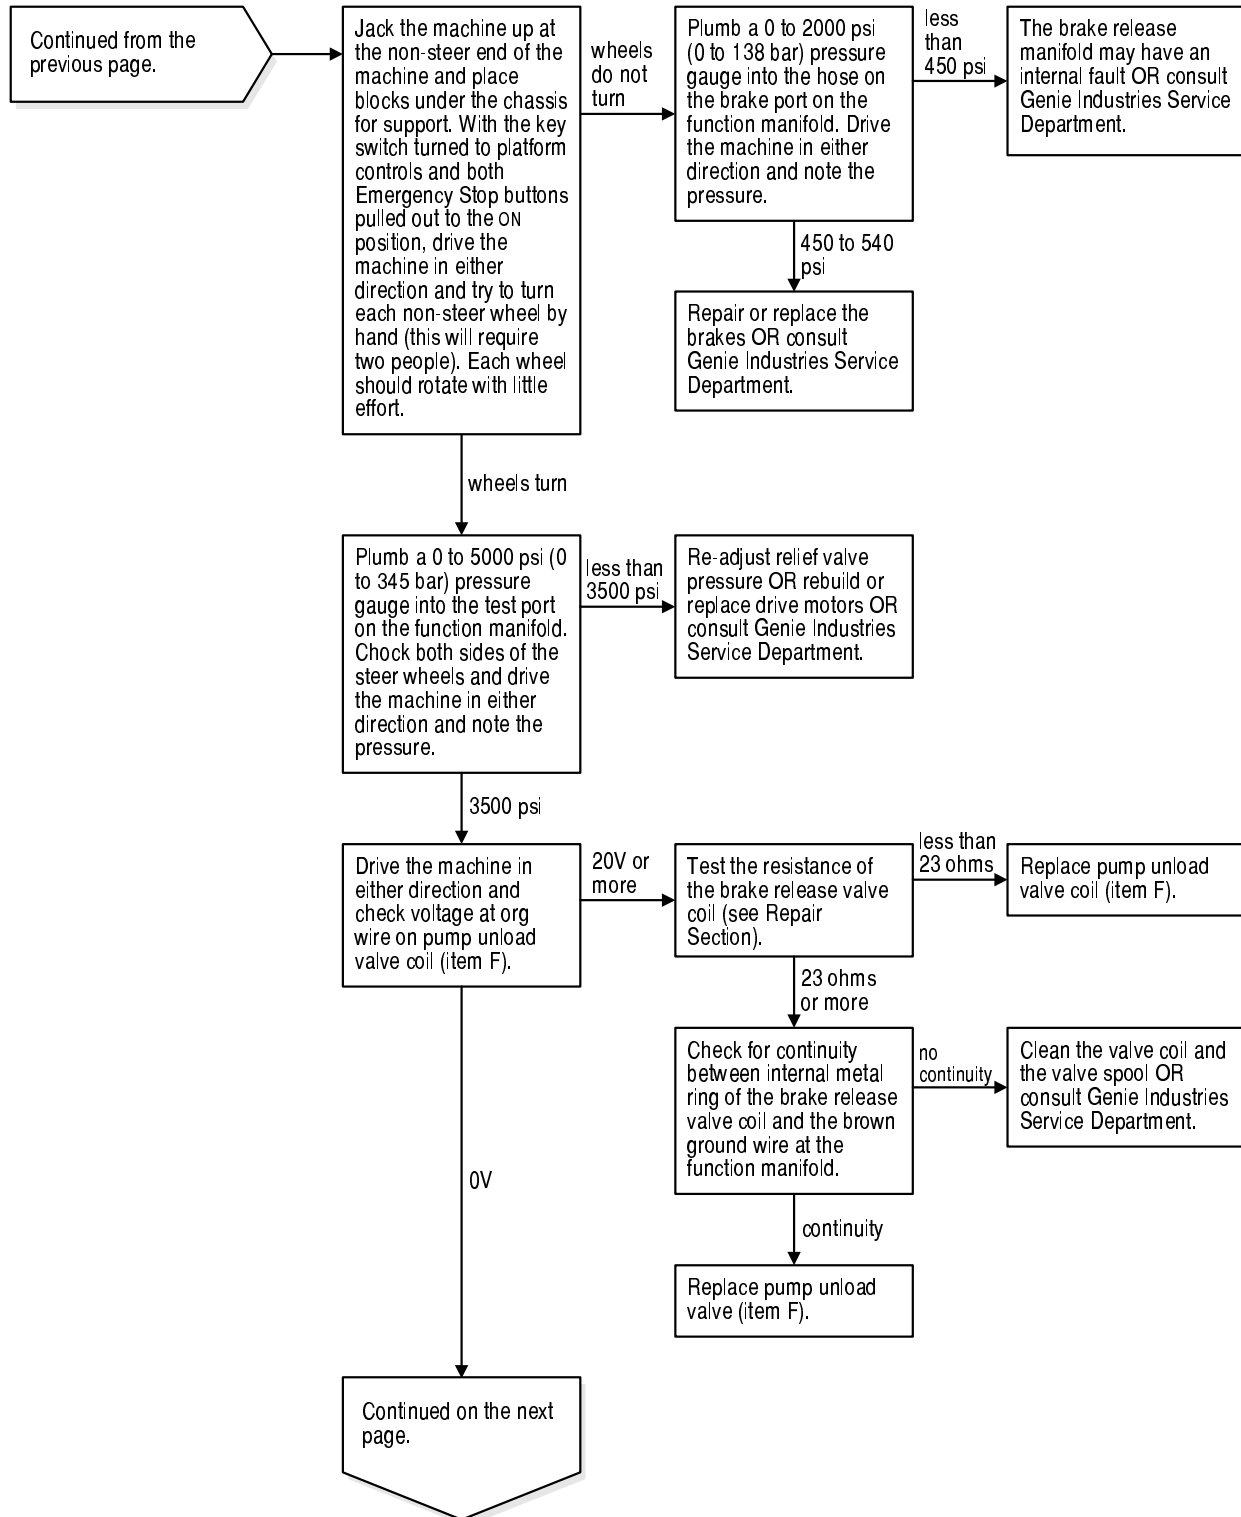 Continued from the
previous page.
Jack the machine up at
the non-steer end of the
machine and place
blocks under the chassis
for support. With the key
switch turned to platform
controls and both
Emergency Stop buttons
pulled out to the ON
position, drive the
machine in either
direction and try to turn
each non-steer wheel by
hand (this will require
two people). Each wheel
should rotate with little
effort.
wheels
do not
turn
Plumb a 0 to 2000 psi
(0 to 138 bar) pressure
gauge into the hose on
the brake port on the
function manifold. Drive
the machine in either
direction and note the
pressure.
less
than
450 psi
The brake release
manifold may have an
internal fault OR consult
Genie Industries Service
Department.
450 to 540
psi
Repair or replace the
brakes OR consult
Genie Industries Service
Department.
wheels turn
Plumb a 0 to 5000 psi (0
to 345 bar) pressure
gauge into the test port
on the function manifold.
Chock both sides of the
steer wheels and drive
the machine in either
direction and note the
pressure.
less than
3500 psi
Re-adjust relief valve
pressure OR rebuild or
replace drive motors OR
consult Genie Industries
Service Department.
3500 psi
Drive the machine in
either direction and
check voltage at org
wire on pump unload
valve coil (item F).
20V or
more
Test the resistance of
the brake release valve
coil (see Repair
Section).
less than
23 ohms
Replace pump unload
valve coil (item F).
23 ohms
or more
Check for continuity
between internal metal
ring of the brake release
valve coil and the brown
ground wire at the
function manifold.
no
continuity
Clean the valve coil and
the valve spool OR
consult Genie Industries
Service Department.
0V
continuity
Replace pump unload
valve (item F).
Continued on the next
page.